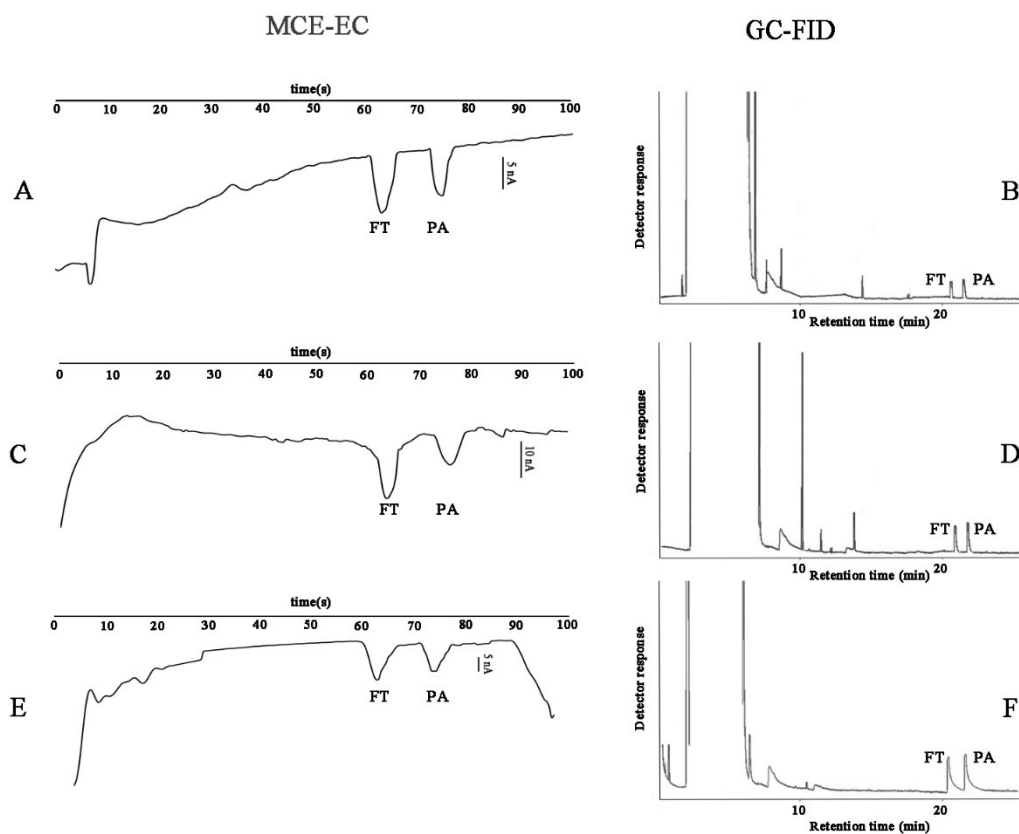 MCE-EC
GC-FID
A
time(s)
0 10 20 30 40 50 60 70 80 90 100
FT PA
5 nA
B
Detector response
FT PA
10 20
Retention time (min)
C
time(s)
0 10 20 30 40 50 60 70 80 90 100
FT PA
10 nA
D
Detector response
FT PA
10 20
Retention time (min)
E
time(s)
0 10 20 30 40 50 60 70 80 90 100
FT PA
5 nA
F
Detector response
FT PA
10 20
Retention time (min)